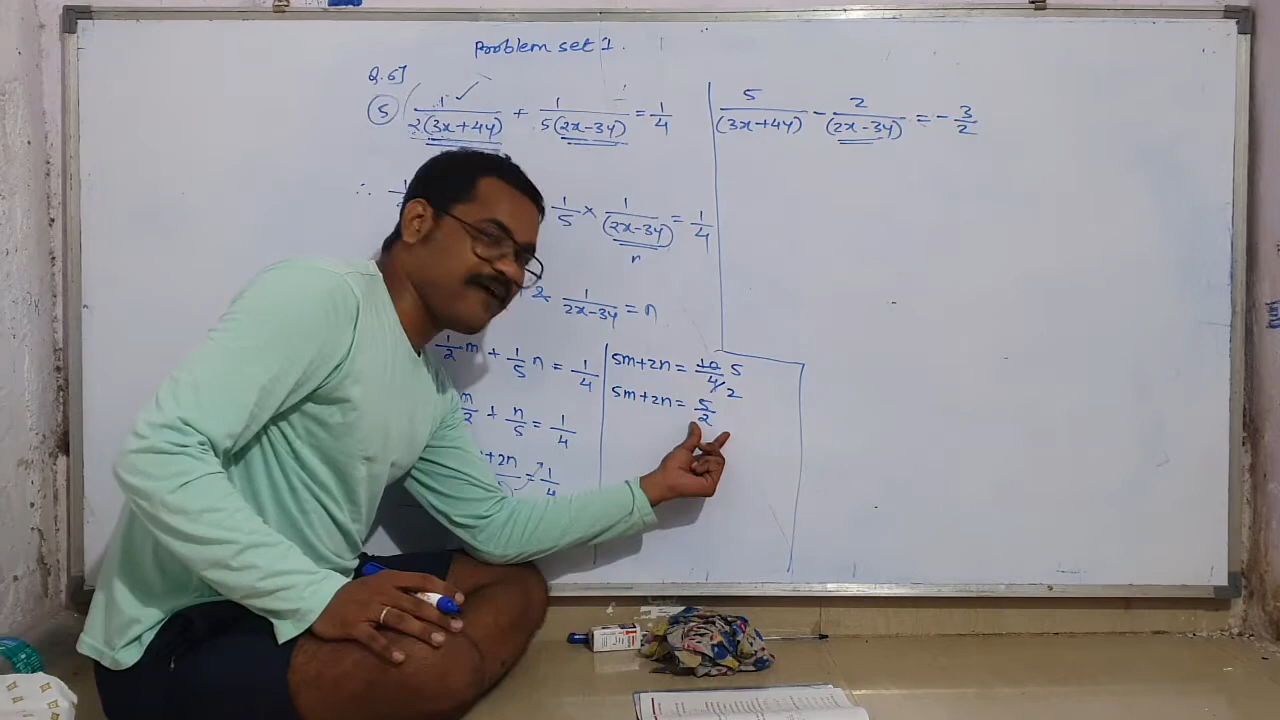 Problem set 1.
Q.6]
(5) 1/2(3x+4y) + 1/5(2x-3y) = 1/4
5/(3x+4y) - 2/(2x-3y) = -3/2
∴ 1/5 × 1/(2x-3y) = 1/4
n
& 1/2x-3y = n
1/2 m + 1/5 n = 1/4
m/2 + n/5 = 1/4
+2n = 1/4
5m+2n = 10/4 5 2
5m+2n = 5/2